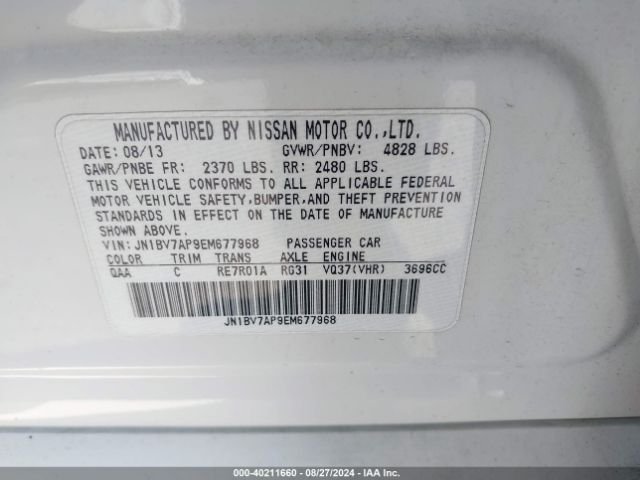 MANUFACTURED BY NISSAN MOTOR CO.,LTD.
DATE: 08/13 GVWR/PNBV: 4828 LBS.
GAWR/PNBE FR: 2370 LBS. RR: 2480 LBS.
THIS VEHICLE CONFORMS TO ALL APPLICABLE FEDERAL
MOTOR VEHICLE SAFETY,BUMPER,AND THEFT PREVENTION
STANDARDS IN EFFECT ON THE DATE OF MANUFACTURE
SHOWN ABOVE.
VIN: JN1BV7AP9EM677968 PASSENGER CAR
COLOR TRIM TRANS AXLE ENGINE
QAA C RE7R01A RG31 VQ37(VHR) 3696CC
JN1BV7AP9EM677968
000-40211660 - 08/27/2024 - IAA Inc.